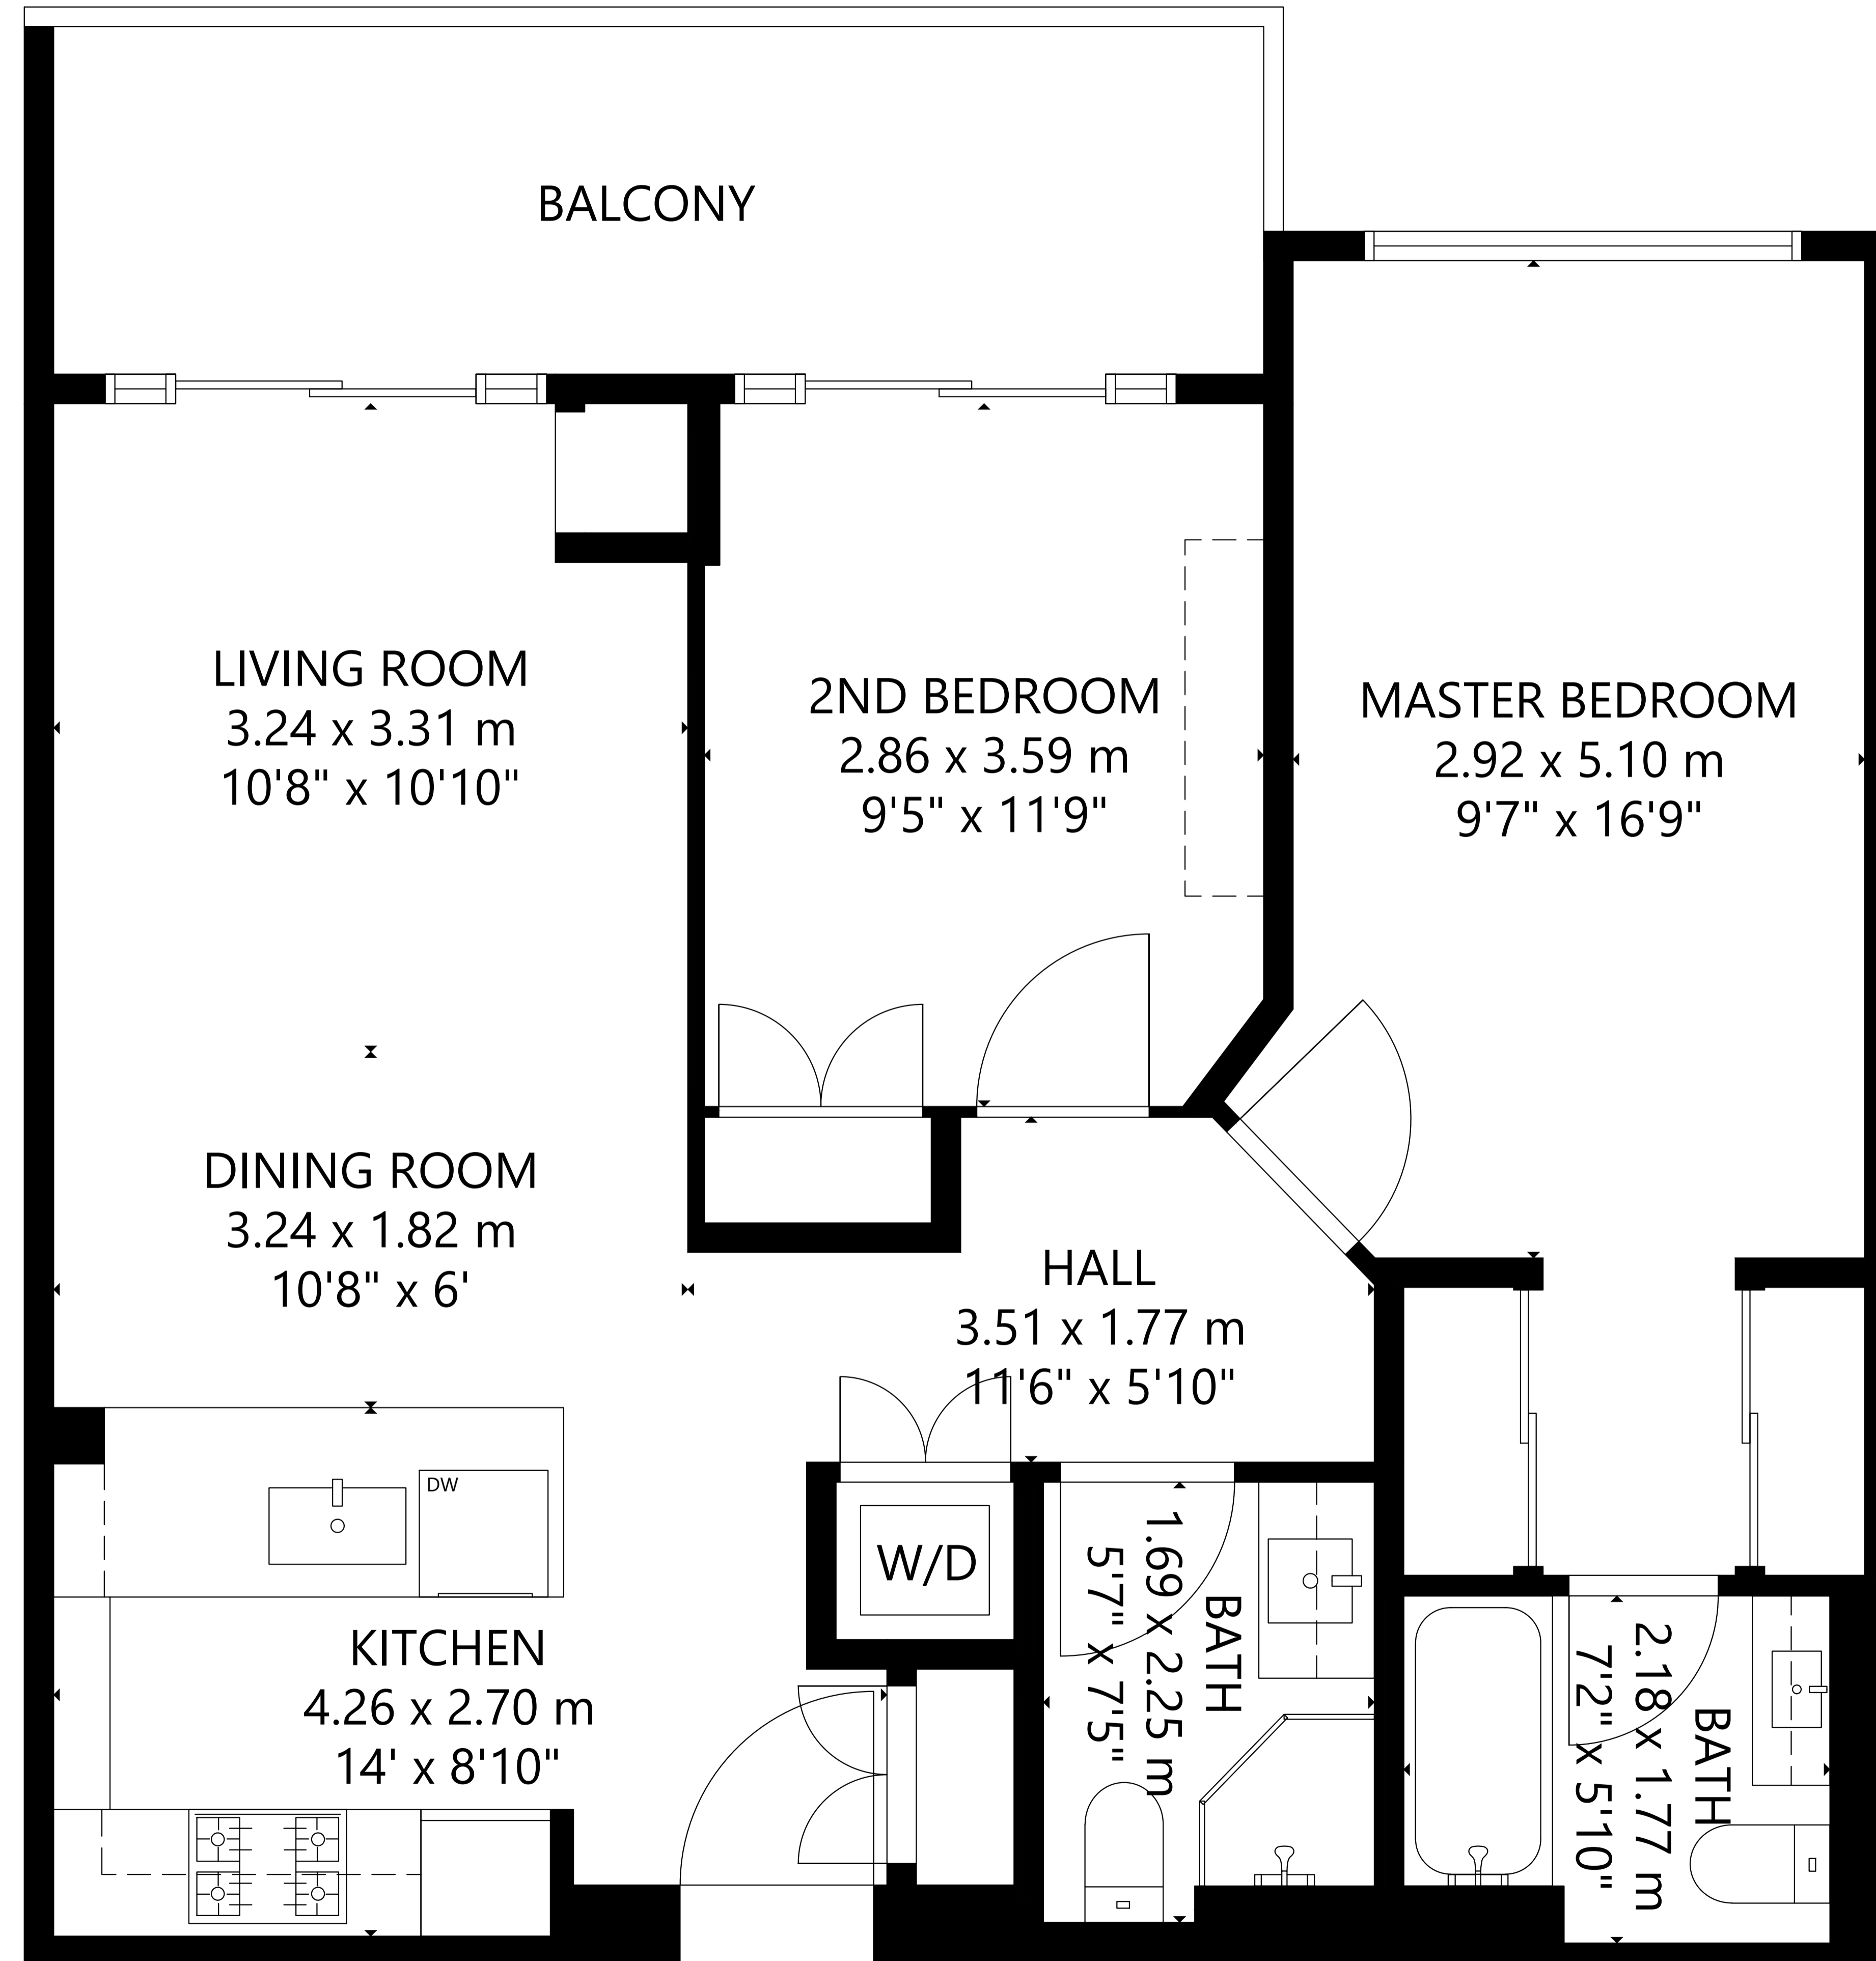 BALCONY
LIVING ROOM
3.24 x 3.31 m
10'8" x 10'10"
2ND BEDROOM
2.86 x 3.59 m
9'5" x 11'9"
MASTER BEDROOM
2.92 x 5.10 m
9'7" x 16'9"
DINING ROOM
3.24 x 1.82 m
10'8" x 6'
HALL
3.51 x 1.77 m
11'6" x 5'10"
DW
W/D
KITCHEN
4.26 x 2.70 m
14' x 8'10"
BATH
1.69 x 2.25 m
5'7" x 7'5"
BATH
2.18 x 1.77 m
7'2" x 5'10"